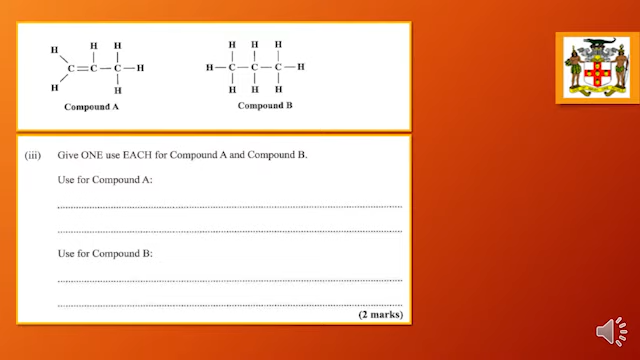 H H H
C=C—C—H
H H
Compound A
H H H
H—C—C—C—H
H H H
Compound B
(iii) Give ONE use EACH for Compound A and Compound B.
Use for Compound A:
Use for Compound B:
(2 marks)